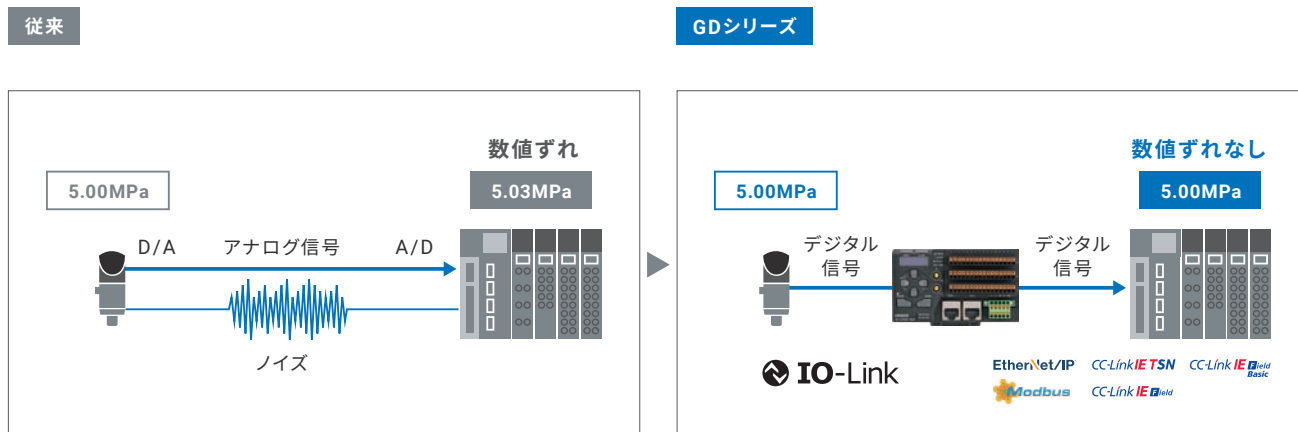 従来
数値ずれ
5.00MPa
5.03MPa
D/A アナログ信号 A/D
ノイズ
GDシリーズ
数値ずれなし
5.00MPa
5.00MPa
デジタル
信号
デジタル
信号
IO-Link
EtherNet/IP CC-Link IE TSN CC-Link IE Field
Basic
Modbus CC-Link IE Field